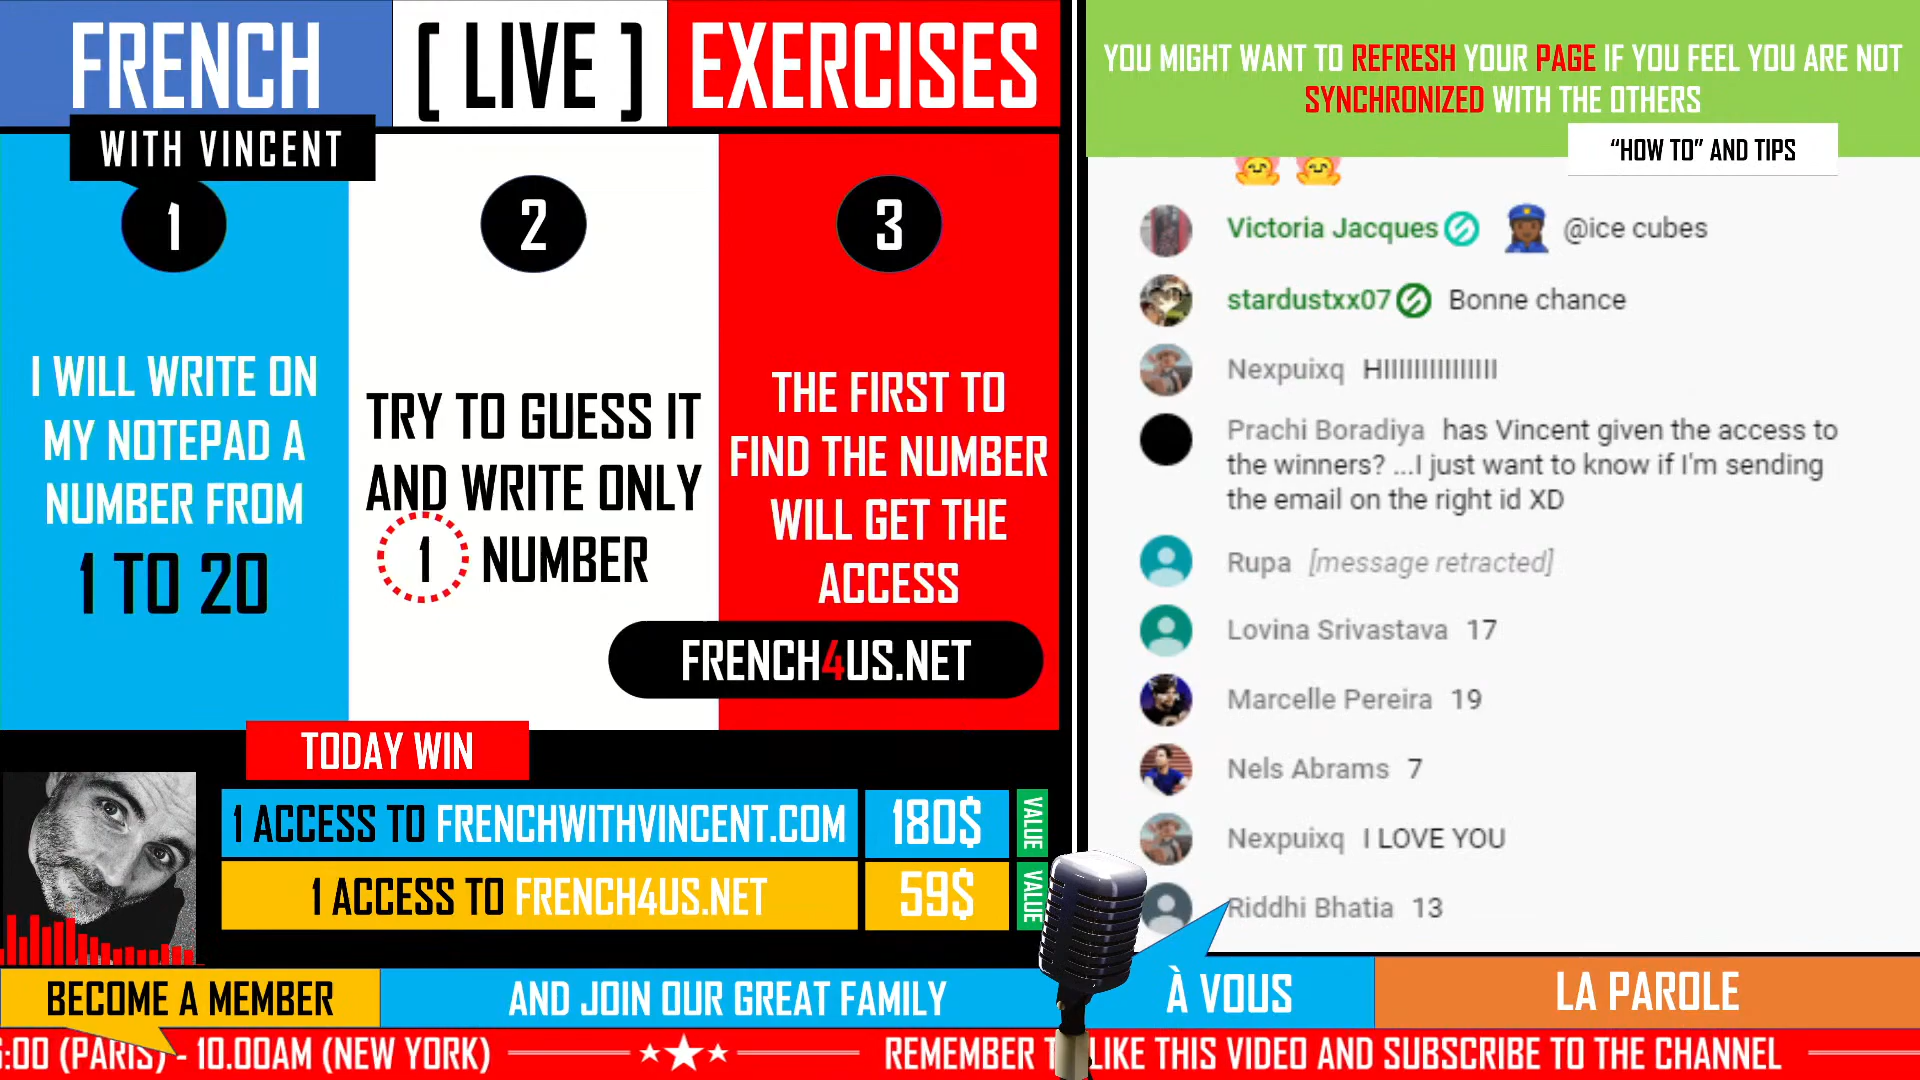 FRENCH
[ LIVE ]
EXERCISES
WITH VINCENT
1
I WILL WRITE ON
MY NOTEPAD A
NUMBER FROM
1 TO 20
2
TRY TO GUESS IT
AND WRITE ONLY
1 NUMBER
3
THE FIRST TO
FIND THE NUMBER
WILL GET THE
ACCESS
FRENCH4US.NET
TODAY WIN
1 ACCESS TO FRENCHWITHVINCENT.COM 180$ VALUE
1 ACCESS TO FRENCH4US.NET 59$ VALUE
YOU MIGHT WANT TO REFRESH YOUR PAGE IF YOU FEEL YOU ARE NOT
SYNCHRONIZED WITH THE OTHERS
“HOW TO” AND TIPS
Victoria Jacques @ice cubes
stardustxx07 Bonne chance
Nexpuixq HIIIIIIIIIIIIIII
Prachi Boradiya has Vincent given the access to
the winners? ...I just want to know if I'm sending
the email on the right id XD
Rupa [message retracted]
Lovina Srivastava 17
Marcelle Pereira 19
Nels Abrams 7
Nexpuixq I LOVE YOU
Riddhi Bhatia 13
BECOME A MEMBER
AND JOIN OUR GREAT FAMILY
À VOUS
LA PAROLE
:00 (PARIS) - 10.00AM (NEW YORK)
REMEMBER LIKE THIS VIDEO AND SUBSCRIBE TO THE CHANNEL